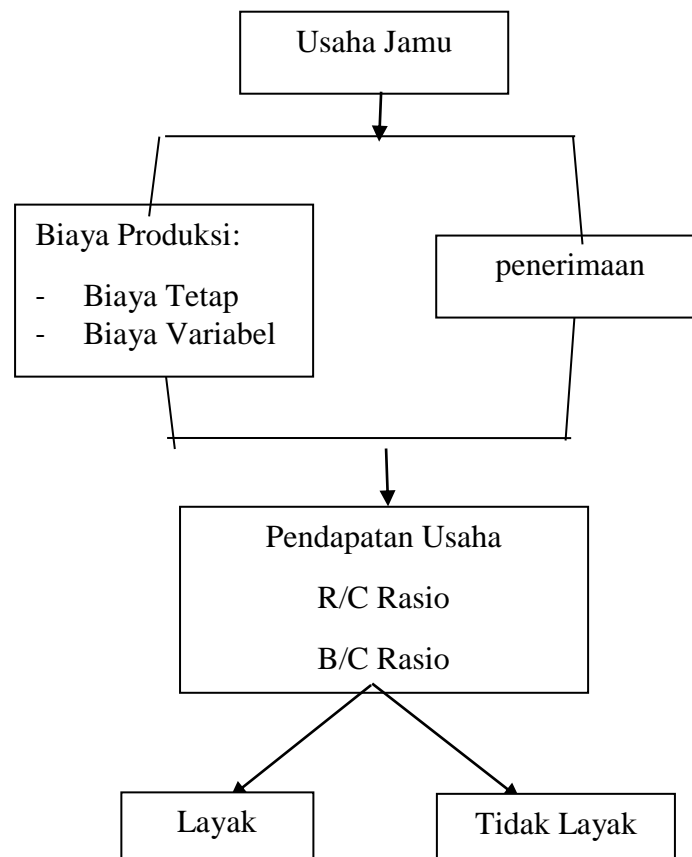 Usaha Jamu
Biaya Produksi:
- Biaya Tetap
- Biaya Variabel
penerimaan
Pendapatan Usaha
R/C Rasio
B/C Rasio
Layak
Tidak Layak